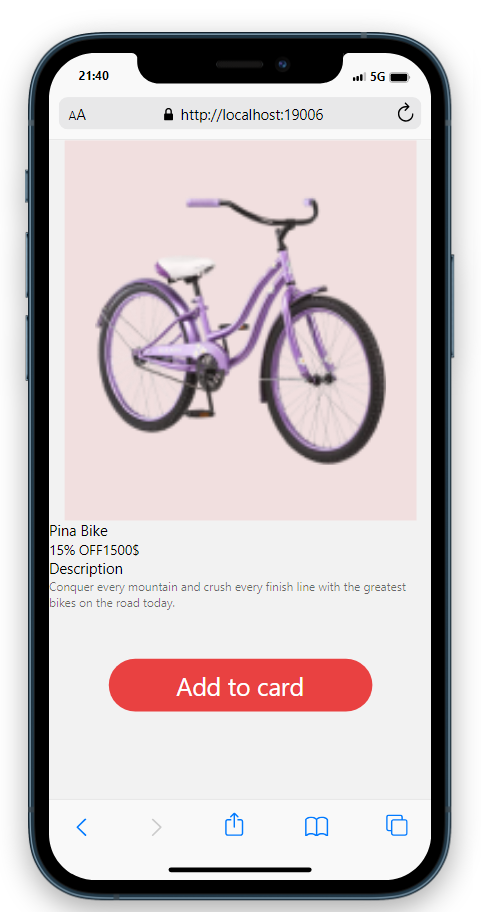 21:40
5G
AA
http://localhost:19006
Pina Bike
15% OFF1500$
Description
Conquer every mountain and crush every finish line with the greatest
bikes on the road today.
Add to card